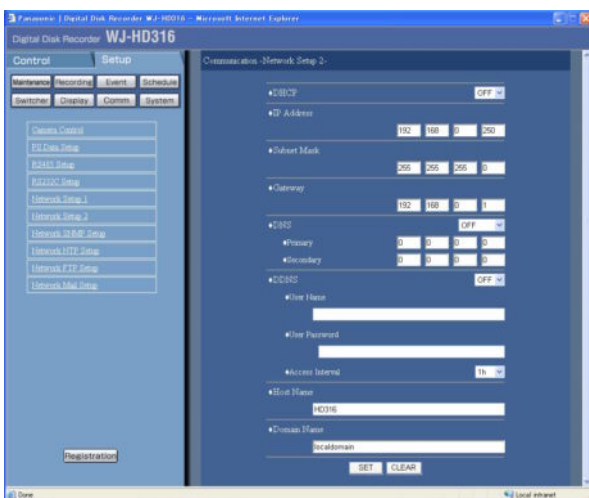 Panasonic | Digital Disk Recorder WJ-HD316 - Microsoft Internet Explorer
Digital Disk Recorder WJ-HD316
Control Setup
Maintenance Recording Event Schedule
Switcher Display Comm System
Camera Control
PS Data Setup
RS485 Setup
RS232C Setup
Network Setup 1
Network Setup 2
Network SNMP Setup
Network NTP Setup
Network FTP Setup
Network Mail Setup
Registration
Communication -Network Setup 2-
♦DHCP OFF
♦IP Address
192 168 0 250
♦Subnet Mask
255 255 255 0
♦Gateway
192 168 0 1
♦DNS OFF
♦Primary 0 0 0 0
♦Secondary 0 0 0 0
♦DDNS OFF
♦User Name
♦User Password
♦Access Interval 1h
♦Host Name
HD316
♦Domain Name
localdomain
SET CLEAR
Done Local intranet